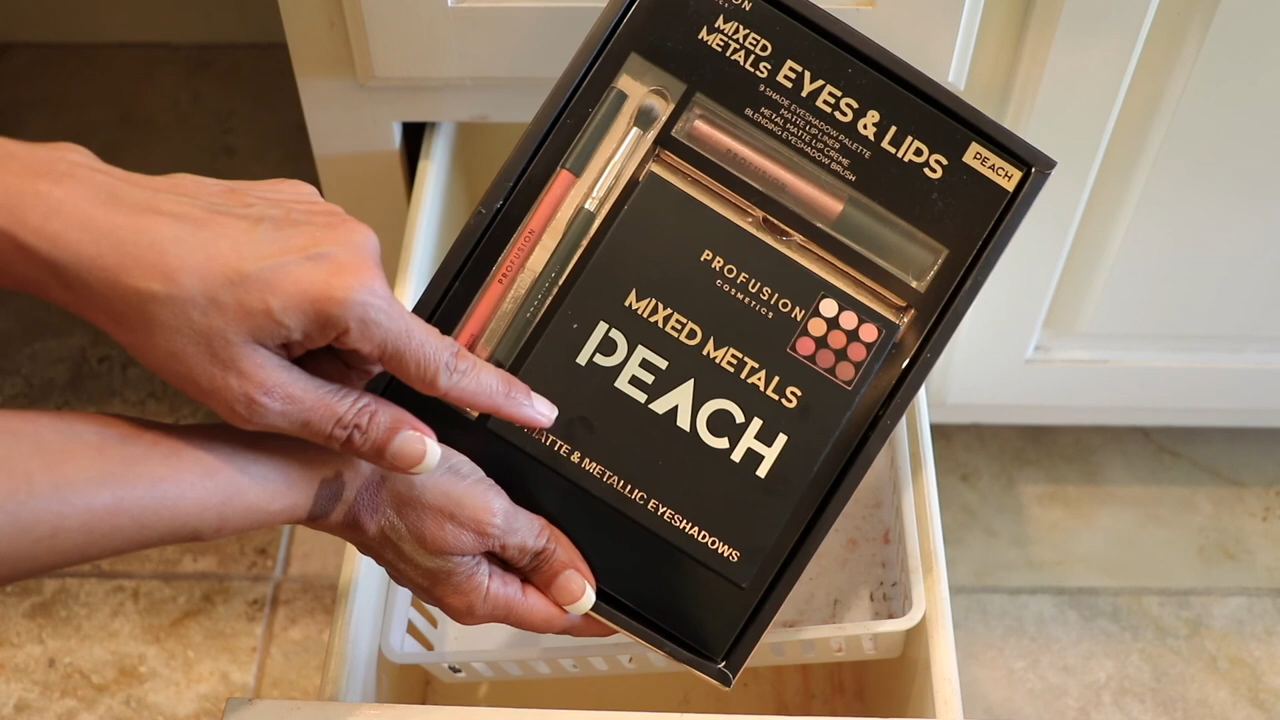 MIXED
METALS
EYES & LIPS
9 SHADE EYESHADOW PALETTE
MATTE LIP LINER
METAL MATTE LIP CREME
BLENDING EYESHADOW BRUSH
PEACH
PROFUSION
PROFUSION
PROFUSION
COSMETICS
MIXED METALS
PEACH
MATTE & METALLIC EYESHADOWS